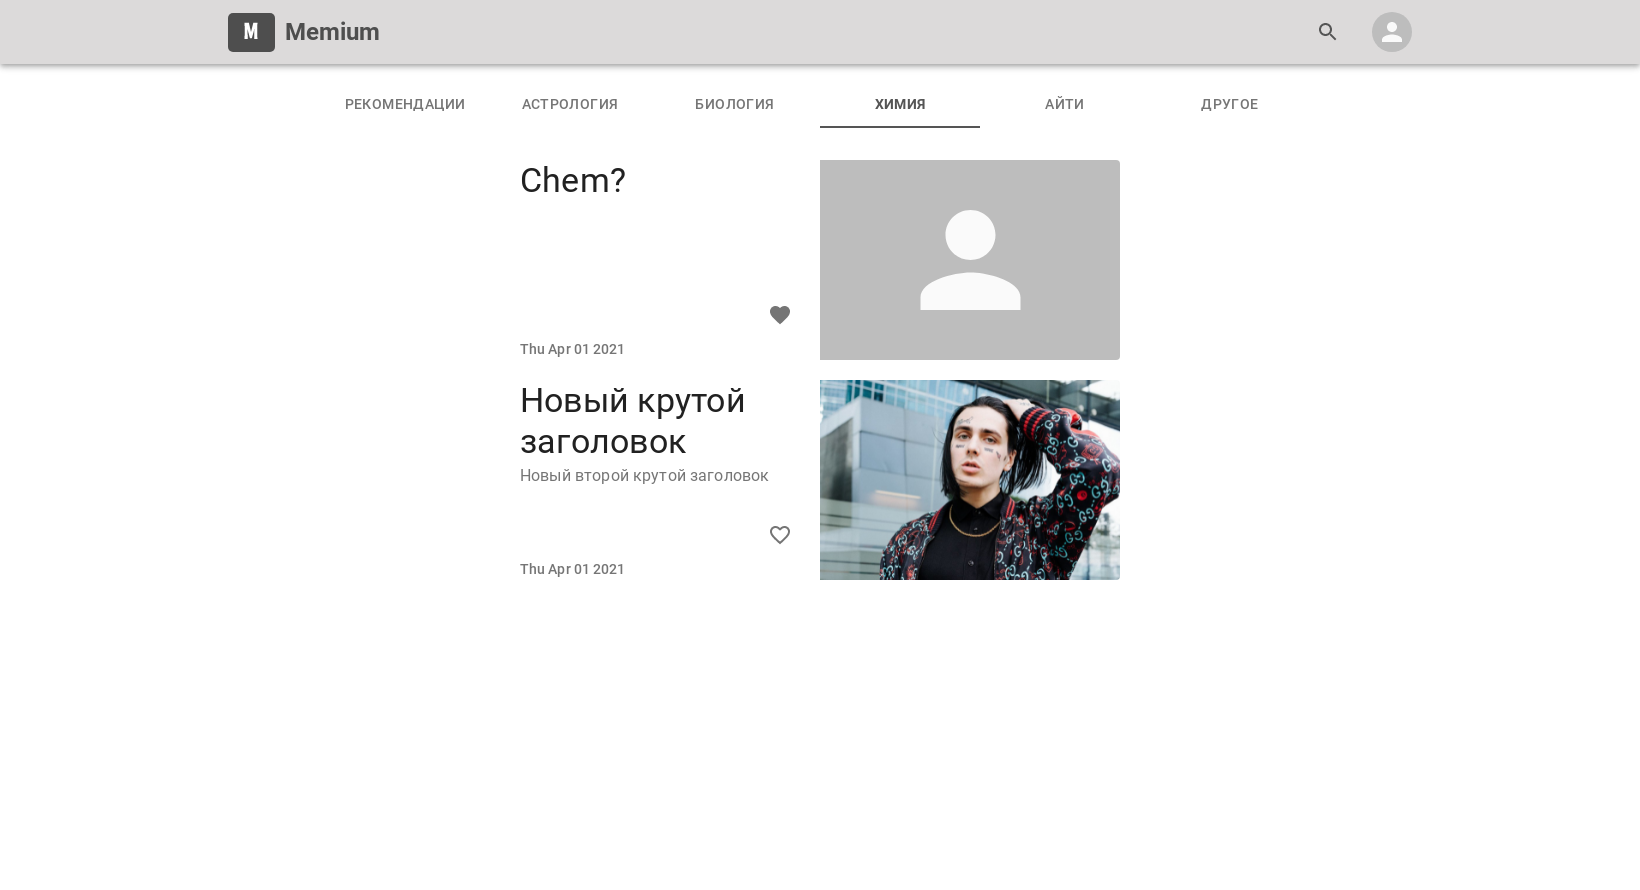 M Memium
РЕКОМЕНДАЦИИ АСТРОЛОГИЯ БИОЛОГИЯ ХИМИЯ АЙТИ ДРУГОЕ
Chem?
Thu Apr 01 2021
Новый крутой
заголовок
Новый второй крутой заголовок
Thu Apr 01 2021